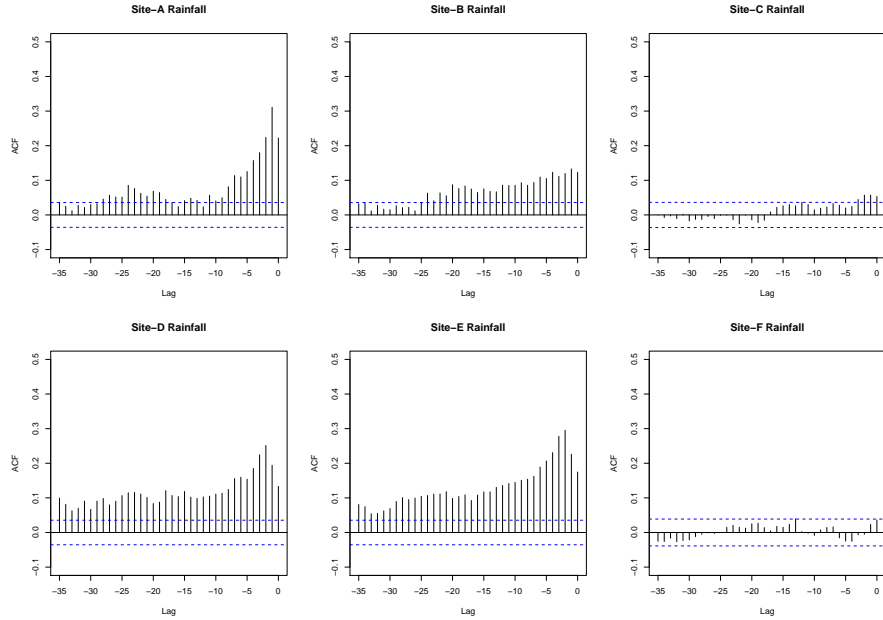 Site−A Rainfall
Site−B Rainfall
Site−C Rainfall
ACF
0.5
0.4
0.3
0.2
0.1
0.0
−0.1
−35 −30 −25 −20 −15 −10 −5 0
Lag
ACF
0.5
0.4
0.3
0.2
0.1
0.0
−0.1
−35 −30 −25 −20 −15 −10 −5 0
Lag
ACF
0.5
0.4
0.3
0.2
0.1
0.0
−0.1
−35 −30 −25 −20 −15 −10 −5 0
Lag
Site−D Rainfall
Site−E Rainfall
Site−F Rainfall
ACF
0.5
0.4
0.3
0.2
0.1
0.0
−0.1
−35 −30 −25 −20 −15 −10 −5 0
Lag
ACF
0.5
0.4
0.3
0.2
0.1
0.0
−0.1
−35 −30 −25 −20 −15 −10 −5 0
Lag
ACF
0.5
0.4
0.3
0.2
0.1
0.0
−0.1
−35 −30 −25 −20 −15 −10 −5 0
Lag